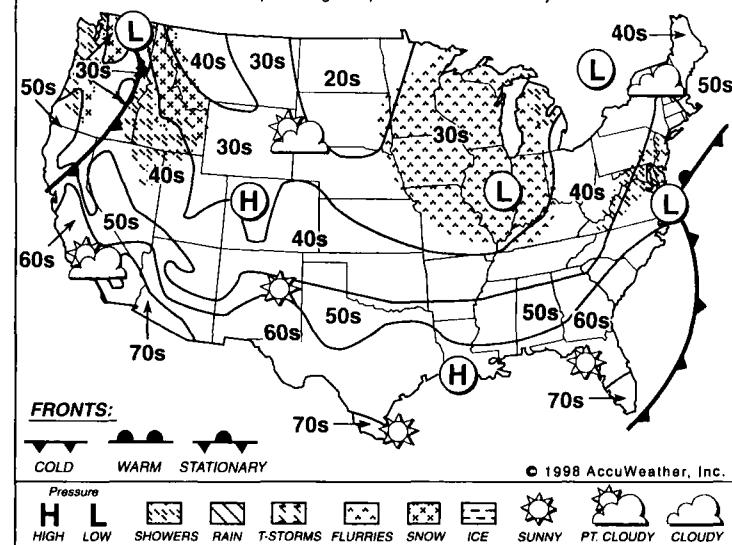 L
40s
30s
20s
40s
50s
30s
50s
L
30s
30s
40s
H
L
40s
L
50s
40s
60s
50s
60s
50s
60s
70s
H
70s
70s
FRONTS:
COLD WARM STATIONARY
© 1998 AccuWeather, Inc.
Pressure
H L
HIGH LOW SHOWERS RAIN T-STORMS FLURRIES SNOW ICE SUNNY PT. CLOUDY CLOUDY